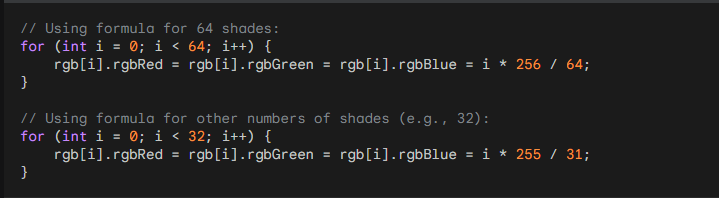 // Using formula for 64 shades:
for (int i = 0; i < 64; i++) {
    rgb[i].rgbRed = rgb[i].rgbGreen = rgb[i].rgbBlue = i * 256 / 64;
}
// Using formula for other numbers of shades (e.g., 32):
for (int i = 0; i < 32; i++) {
    rgb[i].rgbRed = rgb[i].rgbGreen = rgb[i].rgbBlue = i * 255 / 31;
}